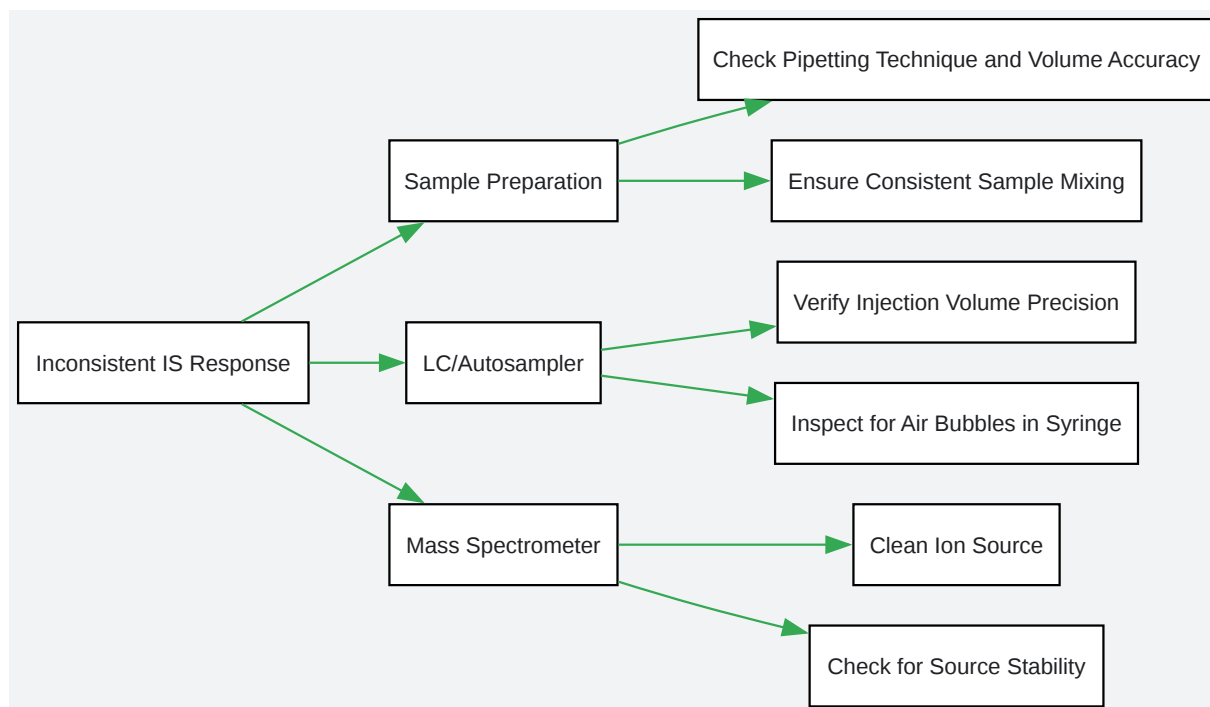 Check Pipetting Technique and Volume Accuracy
Sample Preparation
Ensure Consistent Sample Mixing
Verify Injection Volume Precision
Inconsistent IS Response
LC/Autosampler
Inspect for Air Bubbles in Syringe
Mass Spectrometer
Clean Ion Source
Check for Source Stability